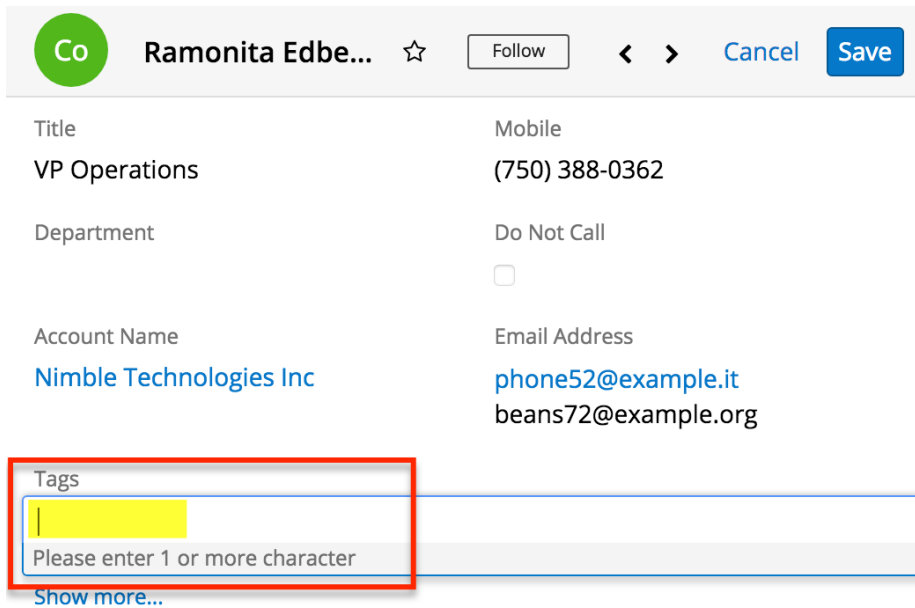 Co Ramonita Edbe... Follow Cancel Save
Title
VP Operations
Mobile
(750) 388-0362
Department
Do Not Call
Account Name
Nimble Technologies Inc
Email Address
phone52@example.it
beans72@example.org
Tags
Please enter 1 or more character
Show more...